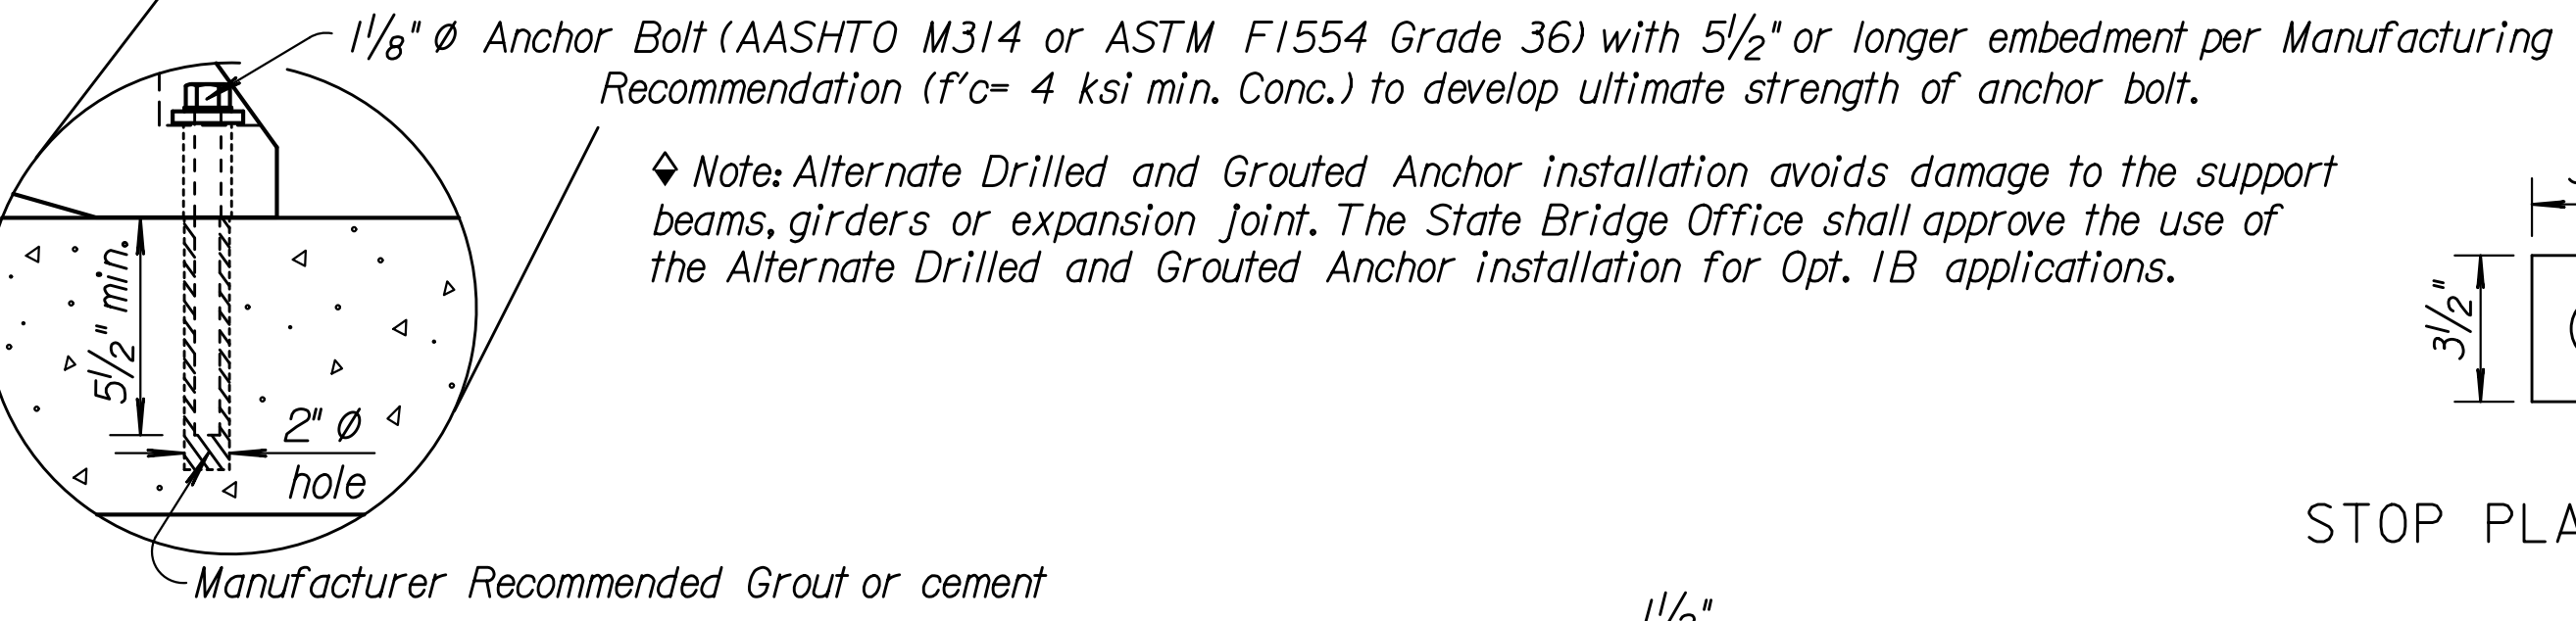 1 1/8" Ø Anchor Bolt (AASHTO M314 or ASTM F1554 Grade 36) with 5 1/2" or longer embedment per Manufacturing
Recommendation (f'c= 4 ksi min. Conc.) to develop ultimate strength of anchor bolt.
Note: Alternate Drilled and Grouted Anchor installation avoids damage to the support
beams, girders or expansion joint. The State Bridge Office shall approve the use of
the Alternate Drilled and Grouted Anchor installation for Opt. 1B applications.
5 1/2" min.
2" Ø
hole
Manufacturer Recommended Grout or cement
3 1/2"
STOP PLA